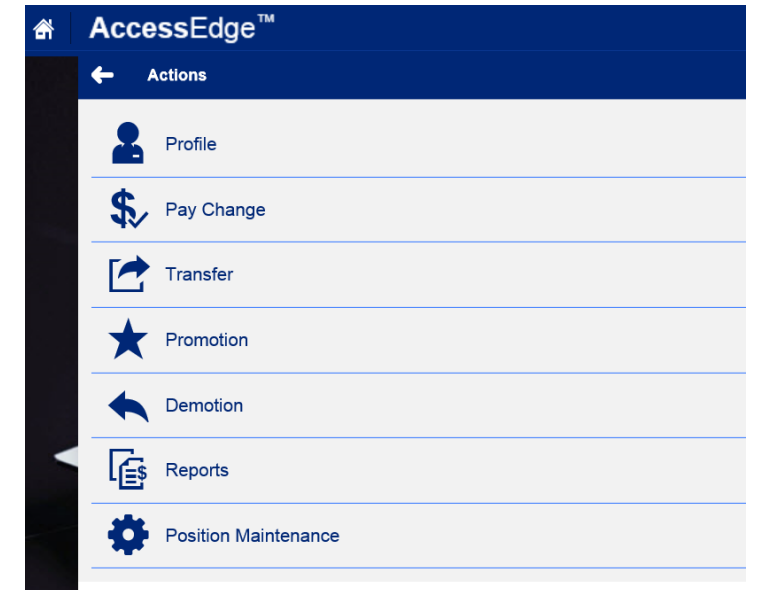 AccessEdge™
Actions
Profile
Pay Change
Transfer
Promotion
Demotion
Reports
Position Maintenance